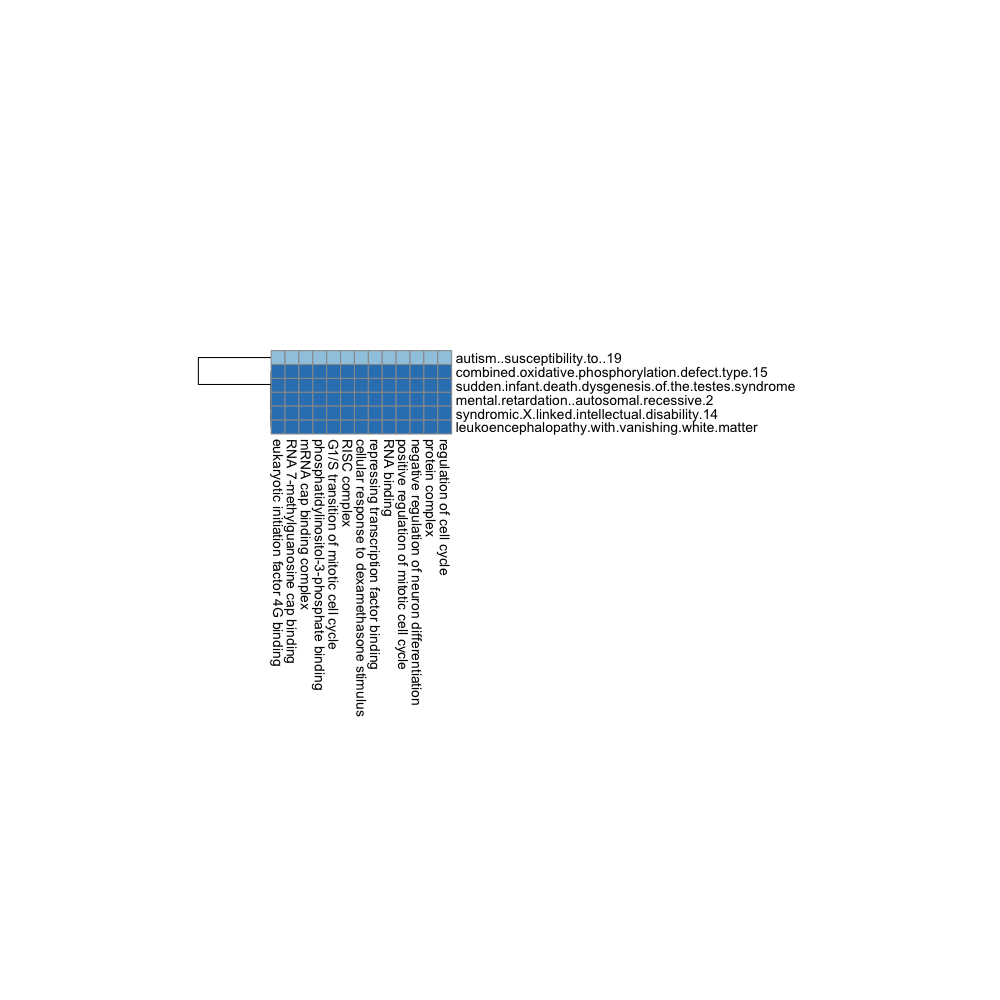 autism..susceptibility.to..19
combined.oxidative.phosphorylation.defect.type.15
sudden.infant.death.dysgenesis.of.the.testes.syndrome
mental.retardation..autosomal.recessive.2
syndromic.X.linked.intellectual.disability.14
leukoencephalopathy.with.vanishing.white.matter
eukaryotic initiation factor 4G binding
RNA 7-methylguanosine cap binding
mRNA cap binding complex
phosphatidylinositol-3-phosphate binding
G1/S transition of mitotic cell cycle
RISC complex
cellular response to dexamethasone stimulus
repressing transcription factor binding
RNA binding
positive regulation of mitotic cell cycle
negative regulation of neuron differentiation
protein complex
regulation of cell cycle